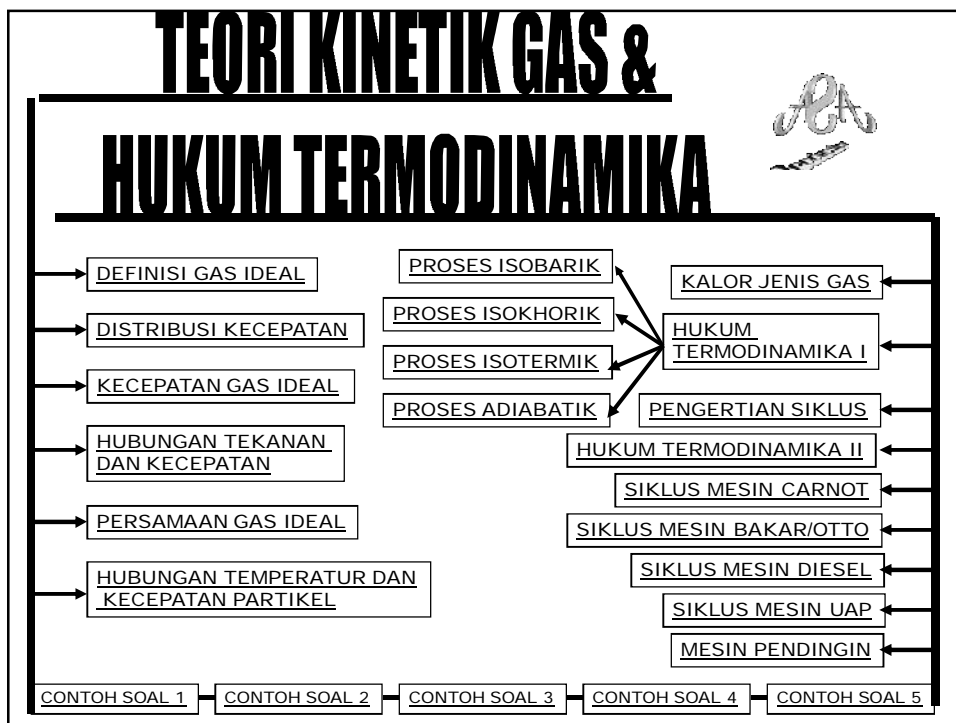 TEORI KINETIK GAS &
HUKUM TERMODINAMIKA
DEFINISI GAS IDEAL
DISTRIBUSI KECEPATAN
KECEPATAN GAS IDEAL
HUBUNGAN TEKANAN
DAN KECEPATAN
PERSAMAAN GAS IDEAL
HUBUNGAN TEMPERATUR DAN
KECEPATAN PARTIKEL
PROSES ISOBARIK
PROSES ISOKHORIK
PROSES ISOTERMIK
PROSES ADIABATIK
KALOR JENIS GAS
HUKUM
TERMODINAMIKA I
PENGERTIAN SIKLUS
HUKUM TERMODINAMIKA II
SIKLUS MESIN CARNOT
SIKLUS MESIN BAKAR/OTTO
SIKLUS MESIN DIESEL
SIKLUS MESIN UAP
MESIN PENDINGIN
CONTOH SOAL 1
CONTOH SOAL 2
CONTOH SOAL 3
CONTOH SOAL 4
CONTOH SOAL 5